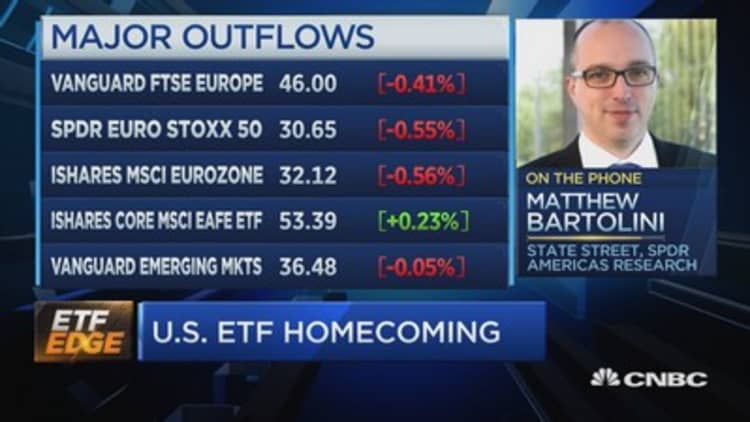 MAJOR OUTFLOWS
VANGUARD FTSE EUROPE 46.00 [-0.41%]
SPDR EURO STOXX 50 30.65 [-0.55%]
ISHARES MSCI EUROZONE 32.12 [-0.56%]
ISHARES CORE MSCI EAFE ETF 53.39 [+0.23%]
VANGUARD EMERGING MKTS 36.48 [-0.05%]
ON THE PHONE
MATTHEW
BARTOLINI
STATE STREET, SPDR
AMERICAS RESEARCH
ETF
EDGE
U.S. ETF HOMECOMING
CNBC